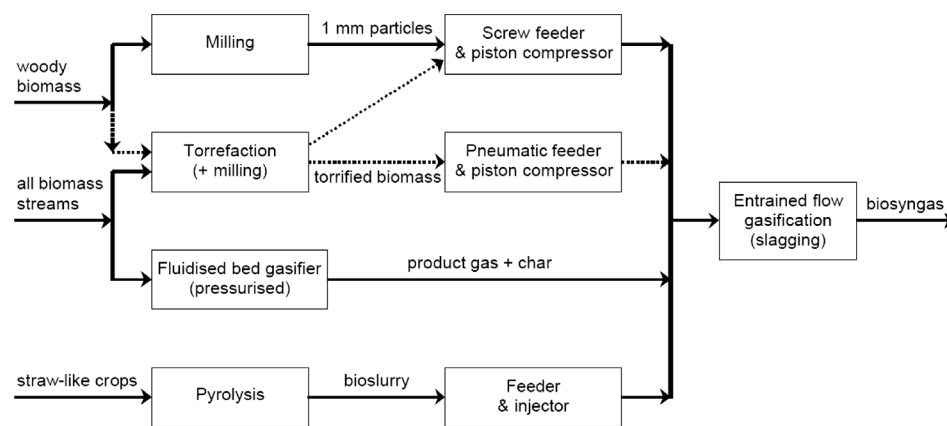 Milling
1 mm particles
Screw feeder
& piston compressor
woody
biomass
Torrefaction
(+ milling)
torrified biomass
Pneumatic feeder
& piston compressor
all biomass
streams
Entrained flow
gasification
(slagging)
biosyngas
Fluidised bed gasifier
(pressurised)
product gas + char
straw-like crops
Pyrolysis
bioslurry
Feeder
& injector